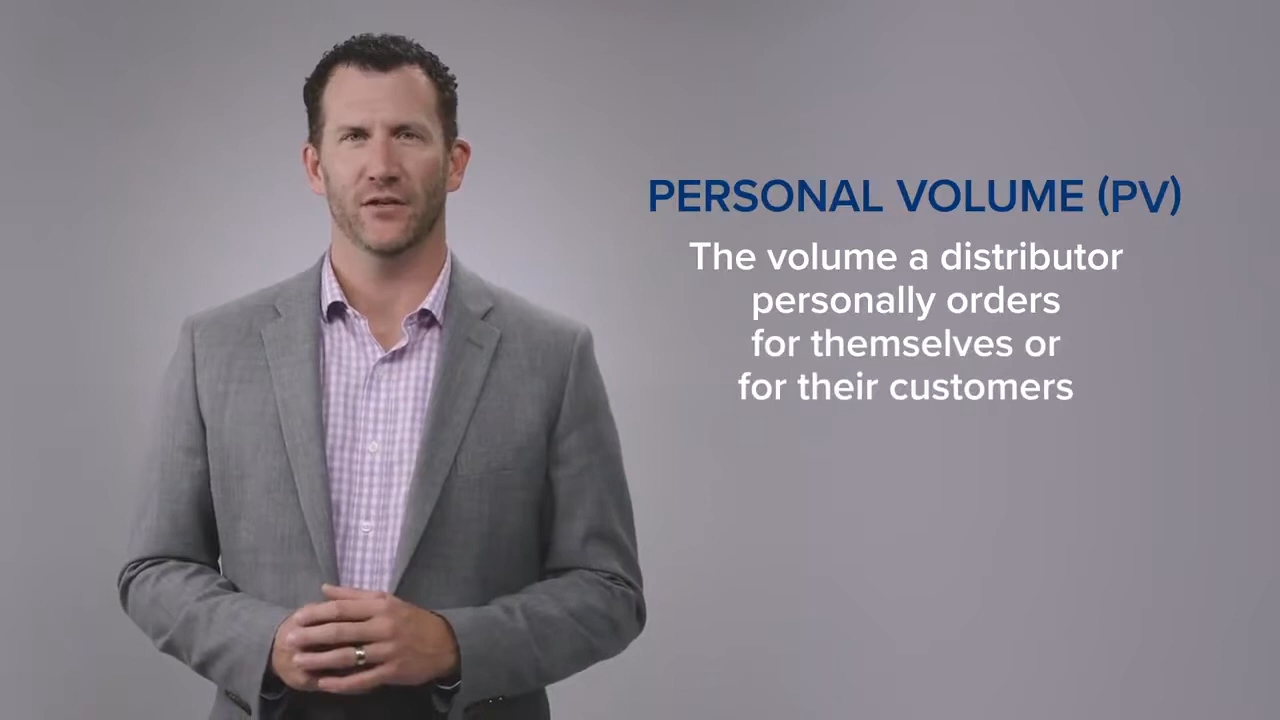 PERSONAL VOLUME (PV)
The volume a distributor
personally orders
for themselves or
for their customers